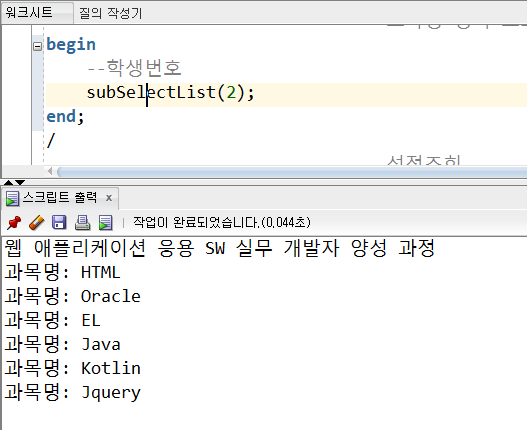 워크시트 질의 작성기
begin
--학생번호
subSelectList(2);
end;
/
성적조회
스크립트 출력 x
작업이 완료되었습니다.(0.044초)
웹 애플리케이션 응용 SW 실무 개발자 양성 과정
과목명: HTML
과목명: Oracle
과목명: EL
과목명: Java
과목명: Kotlin
과목명: Jquery